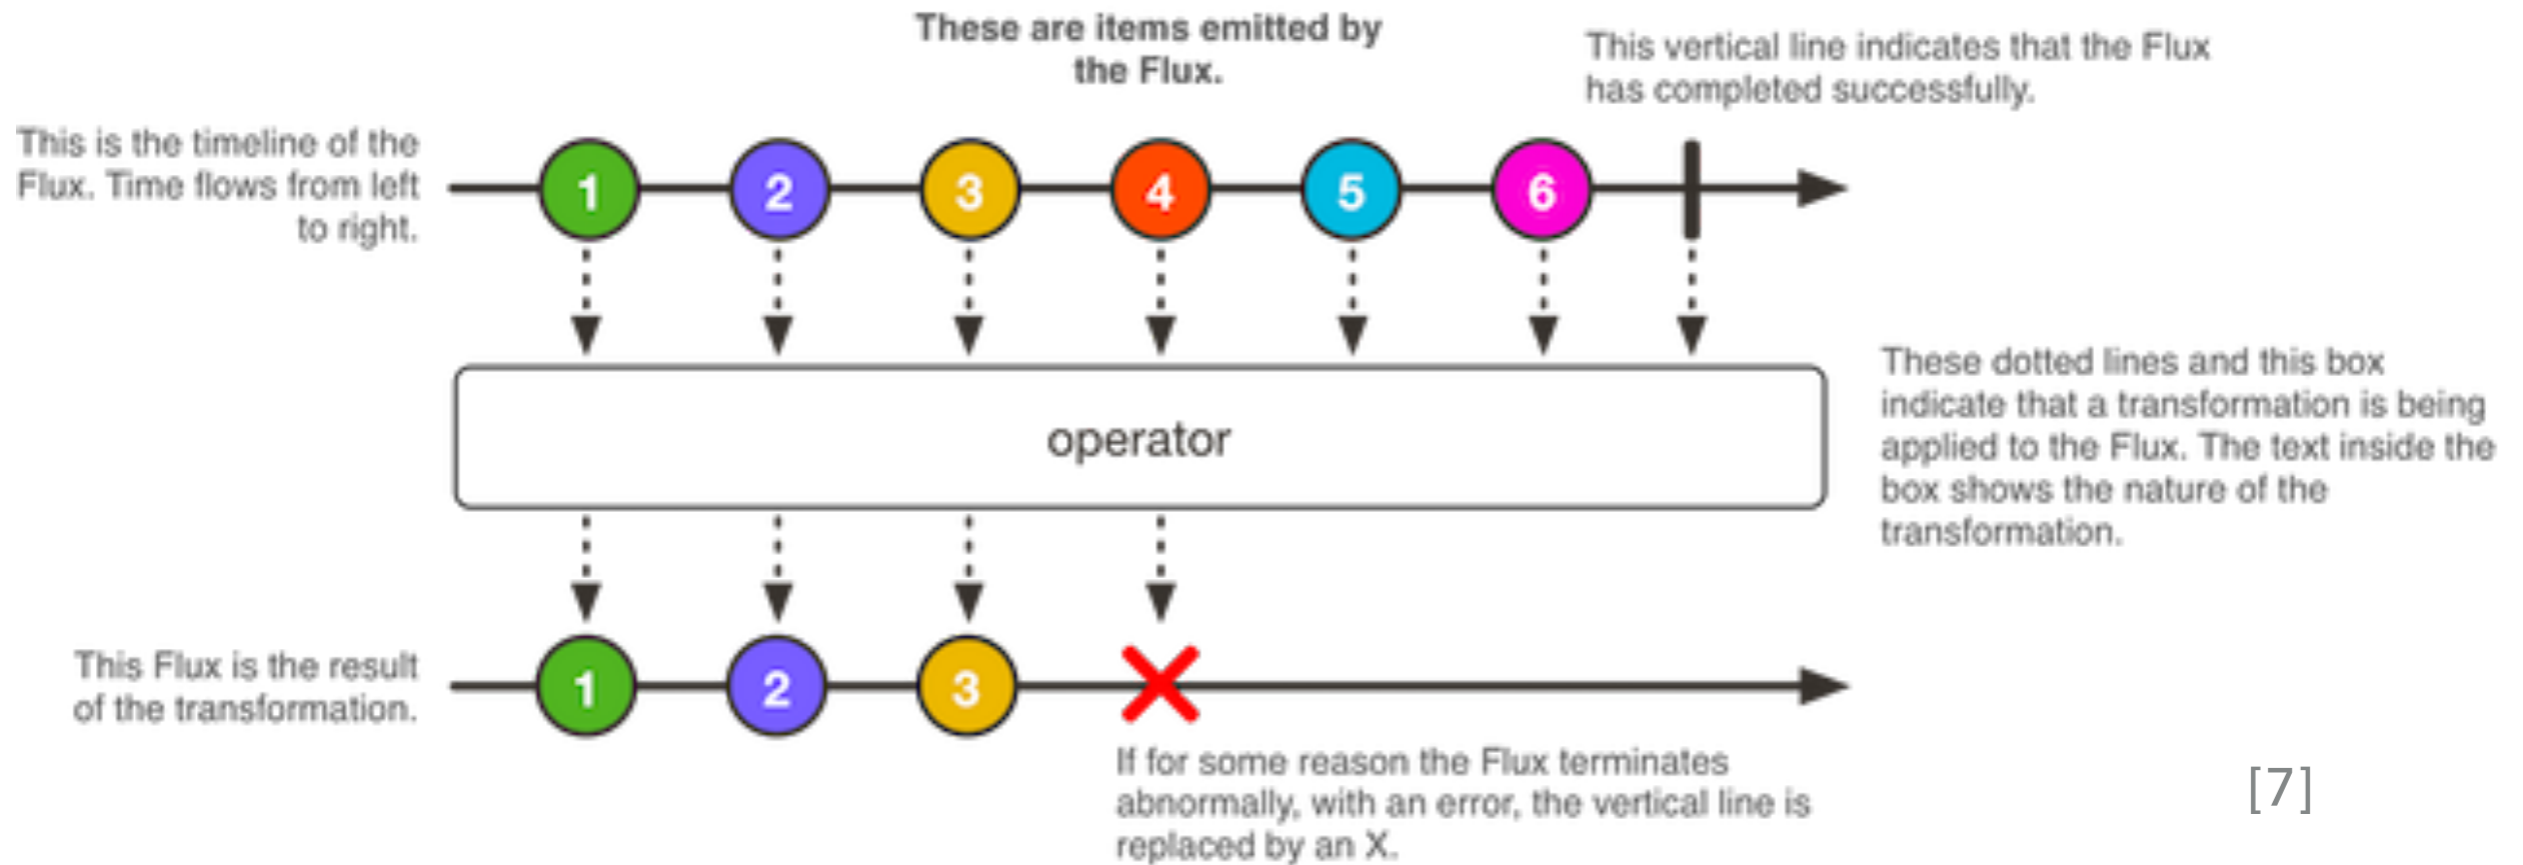 These are items emitted by
the Flux.
This vertical line indicates that the Flux
has completed successfully.
This is the timeline of the
Flux. Time flows from left
to right.
1 2 3 4 5 6
operator
These dotted lines and this box
indicate that a transformation is being
applied to the Flux. The text inside the
box shows the nature of the
transformation.
This Flux is the result
of the transformation.
1 2 3
If for some reason the Flux terminates
abnormally, with an error, the vertical line is
replaced by an X.
[7]